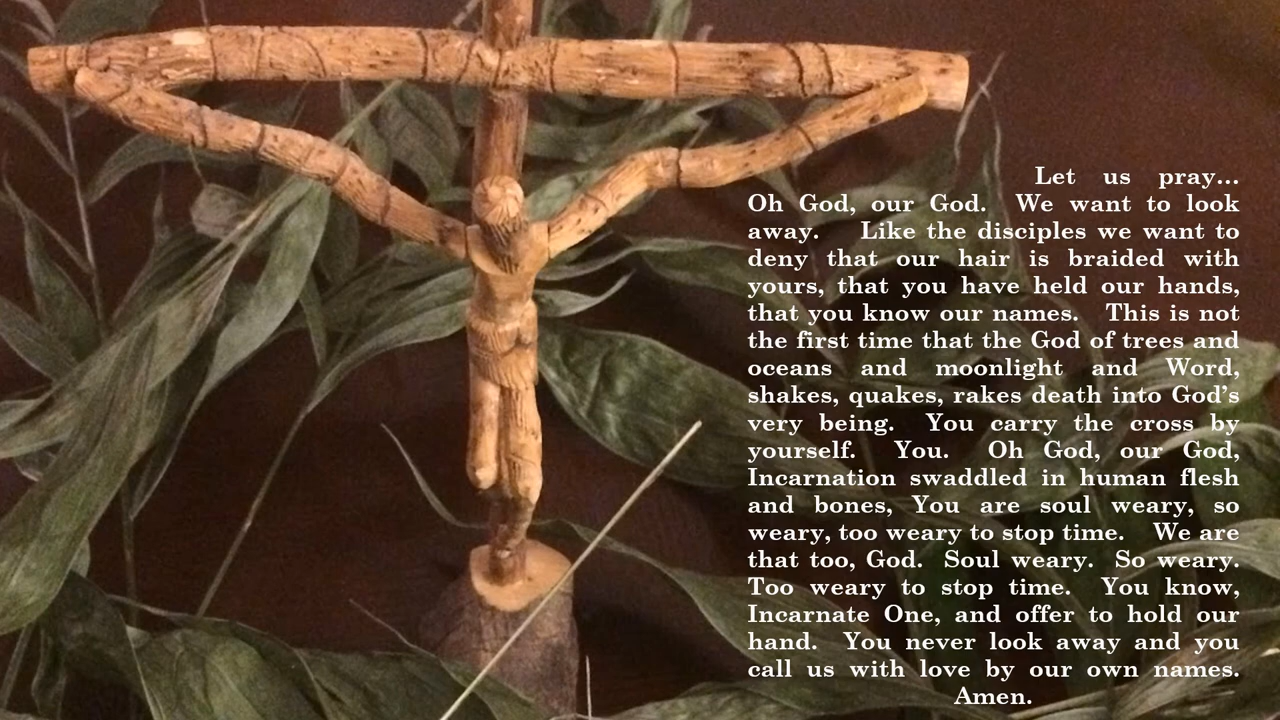 Let us pray...
Oh God, our God. We want to look
away. Like the disciples we want to
deny that our hair is braided with
yours, that you have held our hands,
that you know our names. This is not
the first time that the God of trees and
oceans and moonlight and Word,
shakes, quakes, rakes death into God’s
very being. You carry the cross by
yourself. You. Oh God, our God,
Incarnation swaddled in human flesh
and bones, You are soul weary, so
weary, too weary to stop time. We are
that too, God. Soul weary. So weary.
Too weary to stop time. You know,
Incarnate One, and offer to hold our
hand. You never look away and you
call us with love by our own names.
Amen.